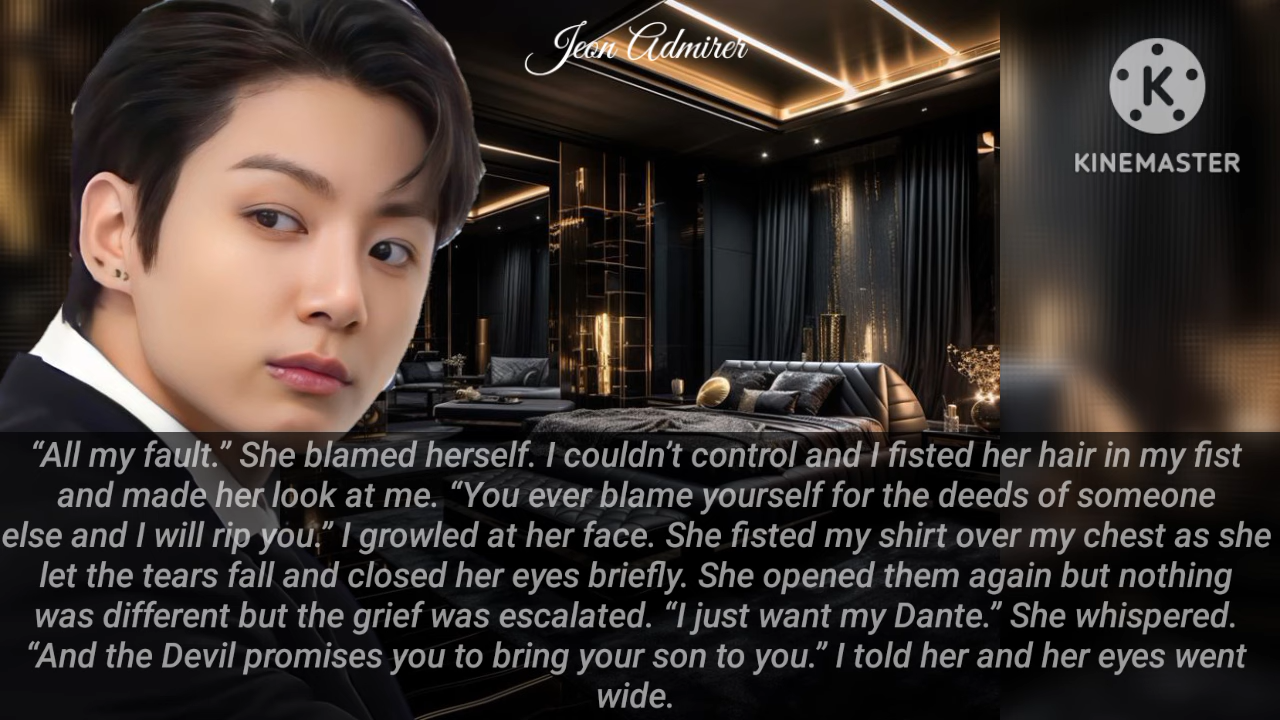 Jeon Admirer
K
KINEMASTER
“All my fault.” She blamed herself. I couldn’t control and I fisted her hair in my fist
and made her look at me. “You ever blame yourself for the deeds of someone
else and I will rip you.” I growled at her face. She fisted my shirt over my chest as she
let the tears fall and closed her eyes briefly. She opened them again but nothing
was different but the grief was escalated. “I just want my Dante.” She whispered.
“And the Devil promises you to bring your son to you.” I told her and her eyes went
wide.